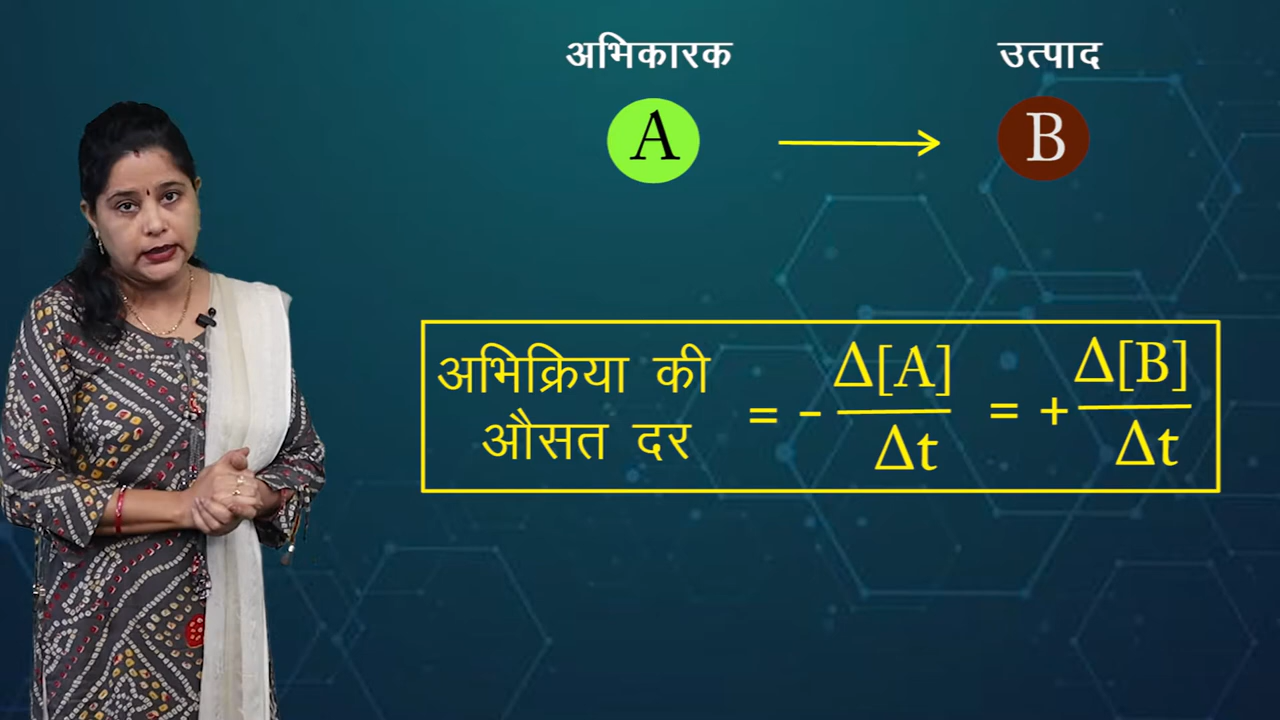 अभिकारक उत्पाद
A → B
अभिक्रिया की
औसत दर = - Δ[A]/Δt = + Δ[B]/Δt